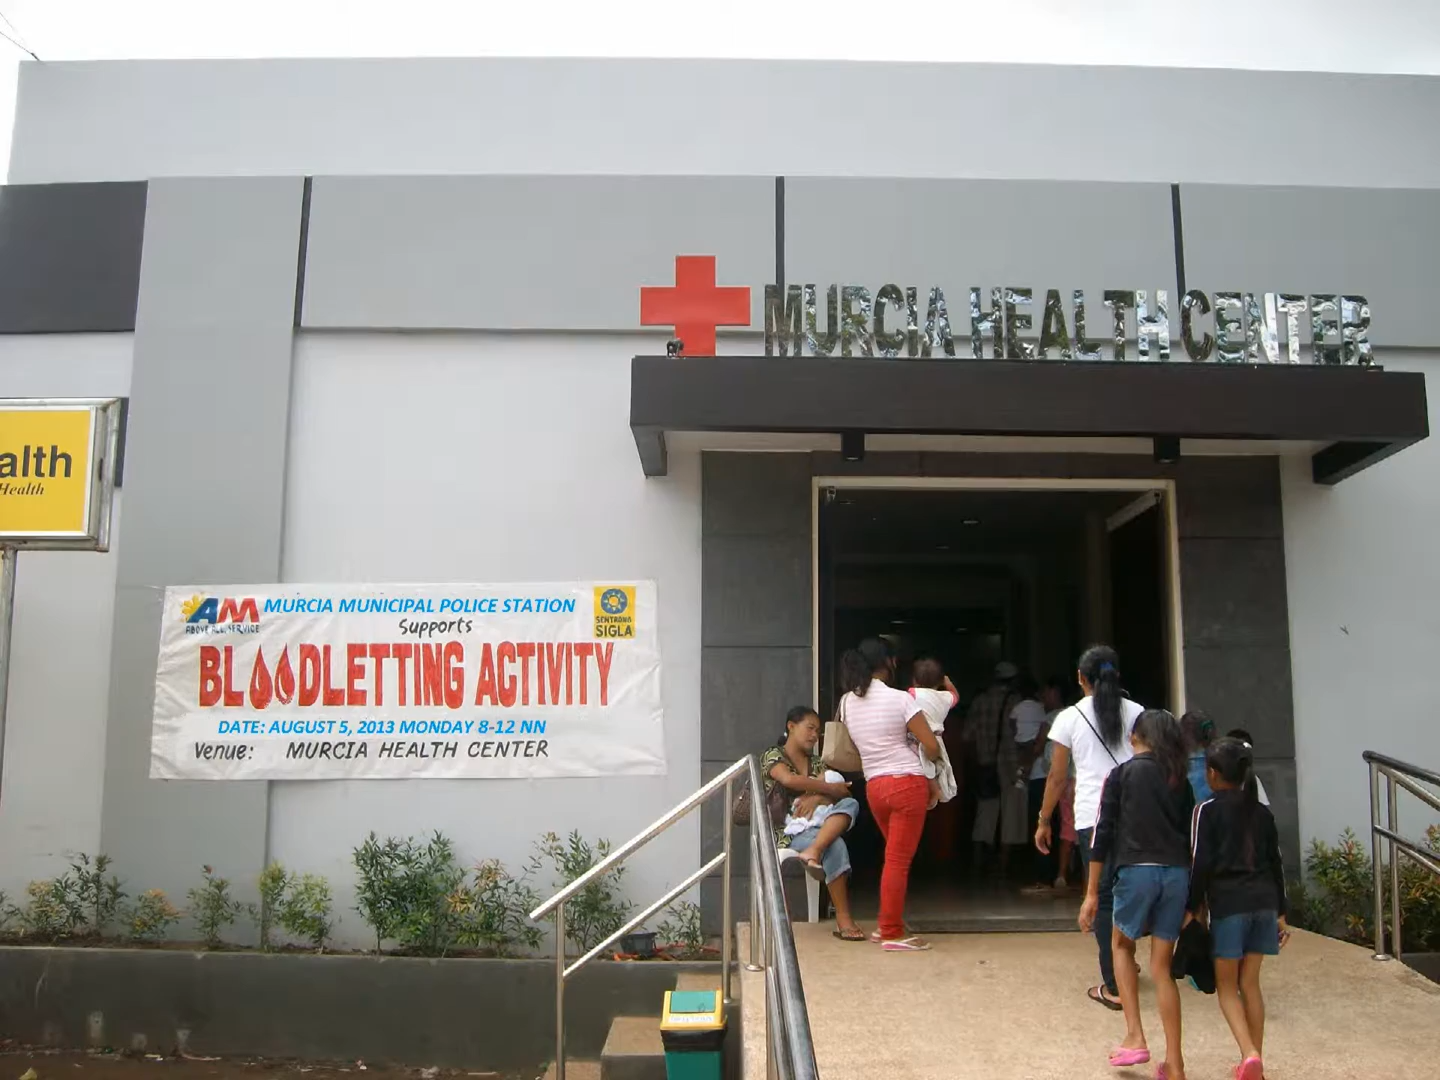 MURCIA HEALTH CENTER
alth
Health
AM
ABOVE ALL SERVICE
MURCIA MUNICIPAL POLICE STATION
SENTRONG
SIGLA
Supports
BLOODLETTING ACTIVITY
DATE: AUGUST 5, 2013 MONDAY 8-12 NN
Venue: MURCIA HEALTH CENTER